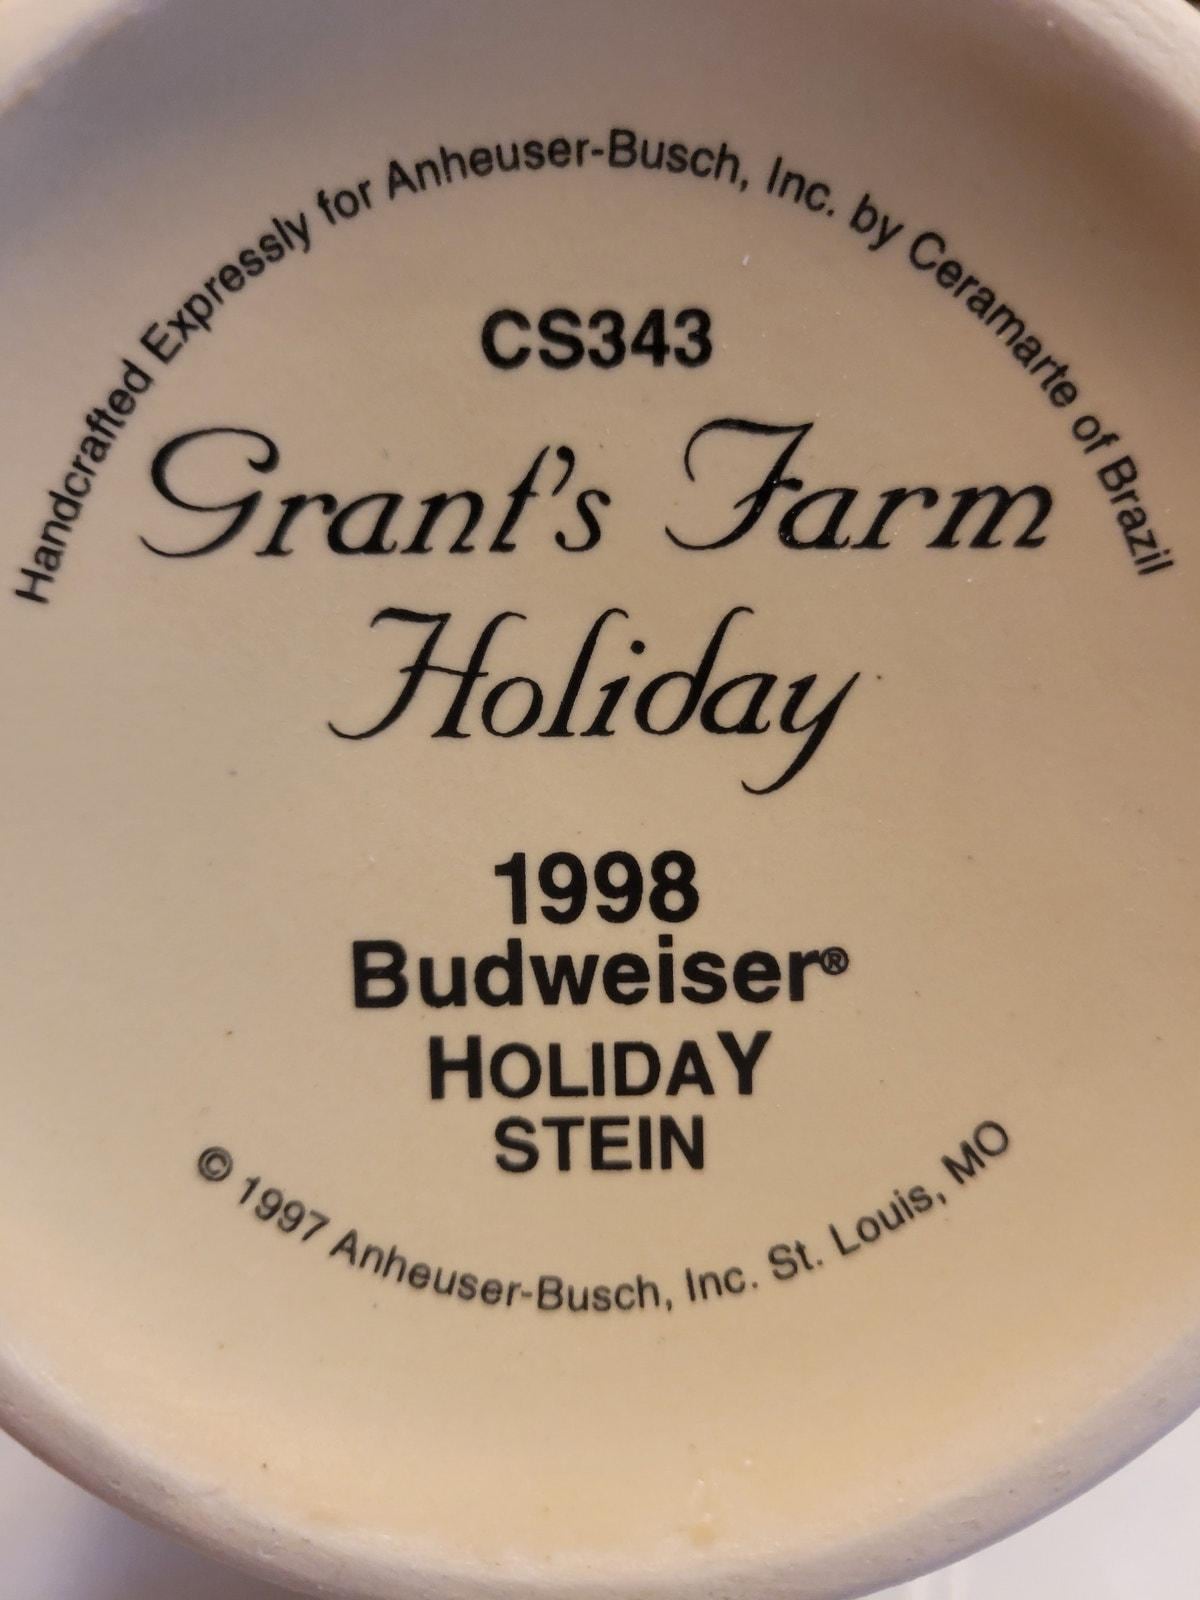 Handcrafted Expressly for Anheuser-Busch, Inc. by Ceramarte of Brazil
CS343
Grant's Farm
Holiday
1998
Budweiser®
HOLIDAY
STEIN
© 1997 Anheuser-Busch, Inc. St. Louis, MO